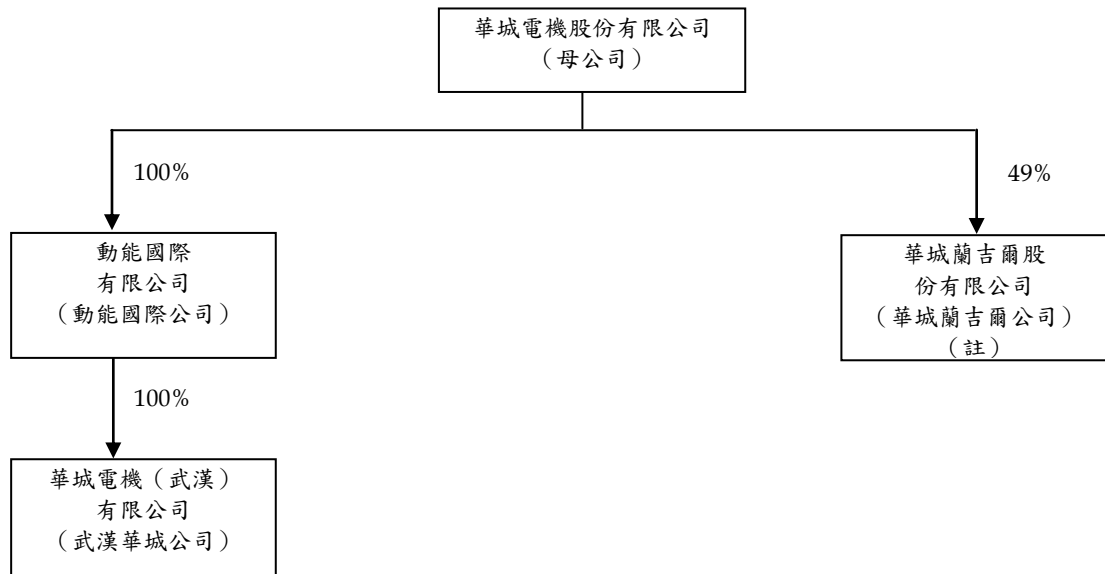 華城電機股份有限公司
（母公司）
100%
49%
動能國際
有限公司
（動能國際公司）
華城蘭吉爾股
份有限公司
（華城蘭吉爾公司）
（註）
100%
華城電機（武漢）
有限公司
（武漢華城公司）